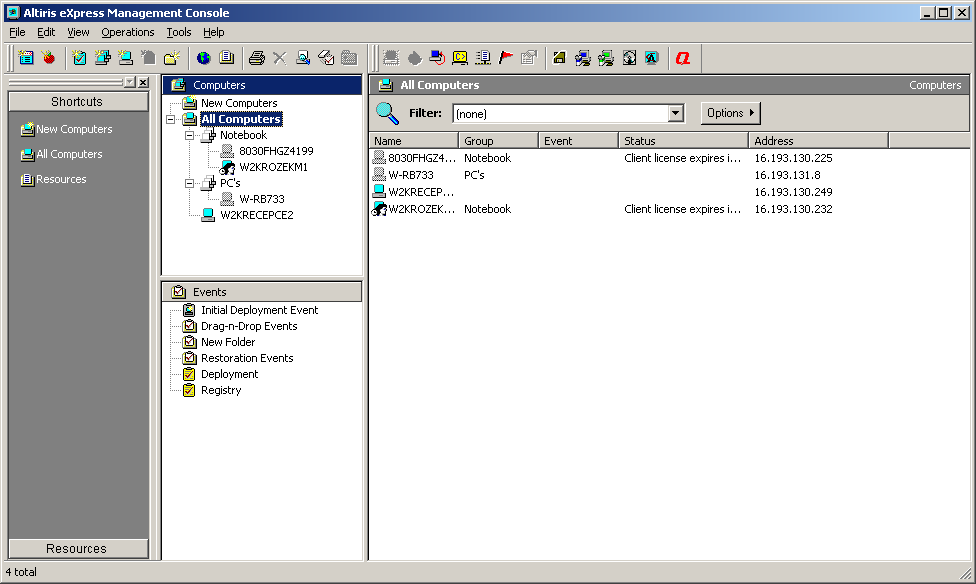 Altiris eXpress Management Console
File Edit View Operations Tools Help
Shortcuts
New Computers
All Computers
Resources
Resources
Computers
New Computers
All Computers
Notebook
8030FHGZ4199
W2KROZEKM1
PC's
W-RB733
W2KRECEPCE2
Events
Initial Deployment Event
Drag-n-Drop Events
New Folder
Restoration Events
Deployment
Registry
All Computers Computers
Filter: (none) Options
Name Group Event Status Address
8030FHGZ4... Notebook Client license expires i... 16.193.130.225
W-RB733 PC's 16.193.131.8
W2KRECEP... 16.193.130.249
W2KROZEK... Notebook Client license expires i... 16.193.130.232
4 total